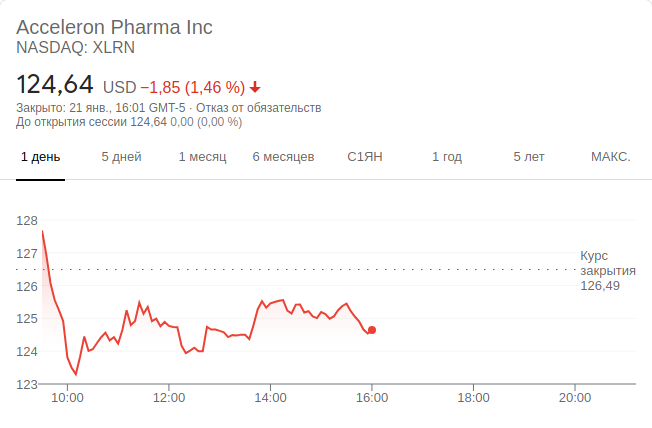 Acceleron Pharma Inc
NASDAQ: XLRN
124,64 USD −1,85 (1,46 %)
Закрыто: 21 янв., 16:01 GMT-5 · Отказ от обязательств
До открытия сессии 124,64 0,00 (0,00 %)
1 день 5 дней 1 месяц 6 месяцев С1ЯН 1 год 5 лет МАКС.
128
127
126
125
124
123
Курс
закрытия
126,49
10:00 12:00 14:00 16:00 18:00 20:00